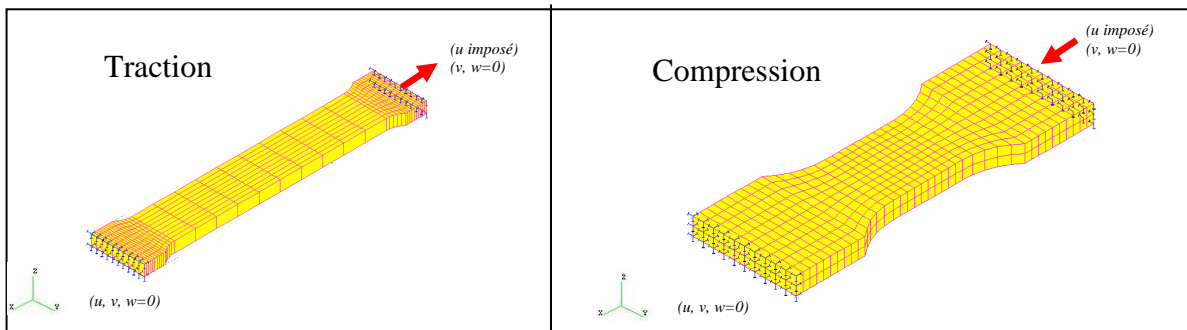 Traction
(u imposé)
(v, w=0)
Z
X
Y
(u, v, w=0)
Compression
(u imposé)
(v, w=0)
Z
X
Y
(u, v, w=0)